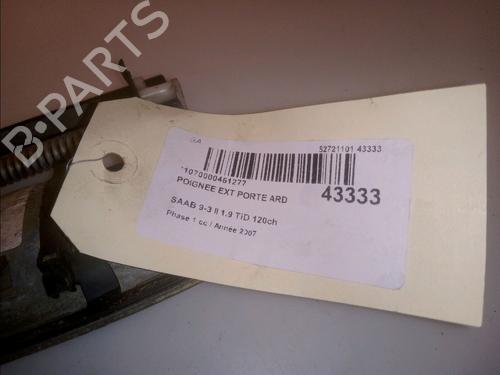 B-PARTS
GA
52721101 43333
*1070000461277
POIGNEE EXT PORTE ARD
43333
SAAB 9-3 II 1.9 TiD 120ch
Phase 1 cc / Année 2007